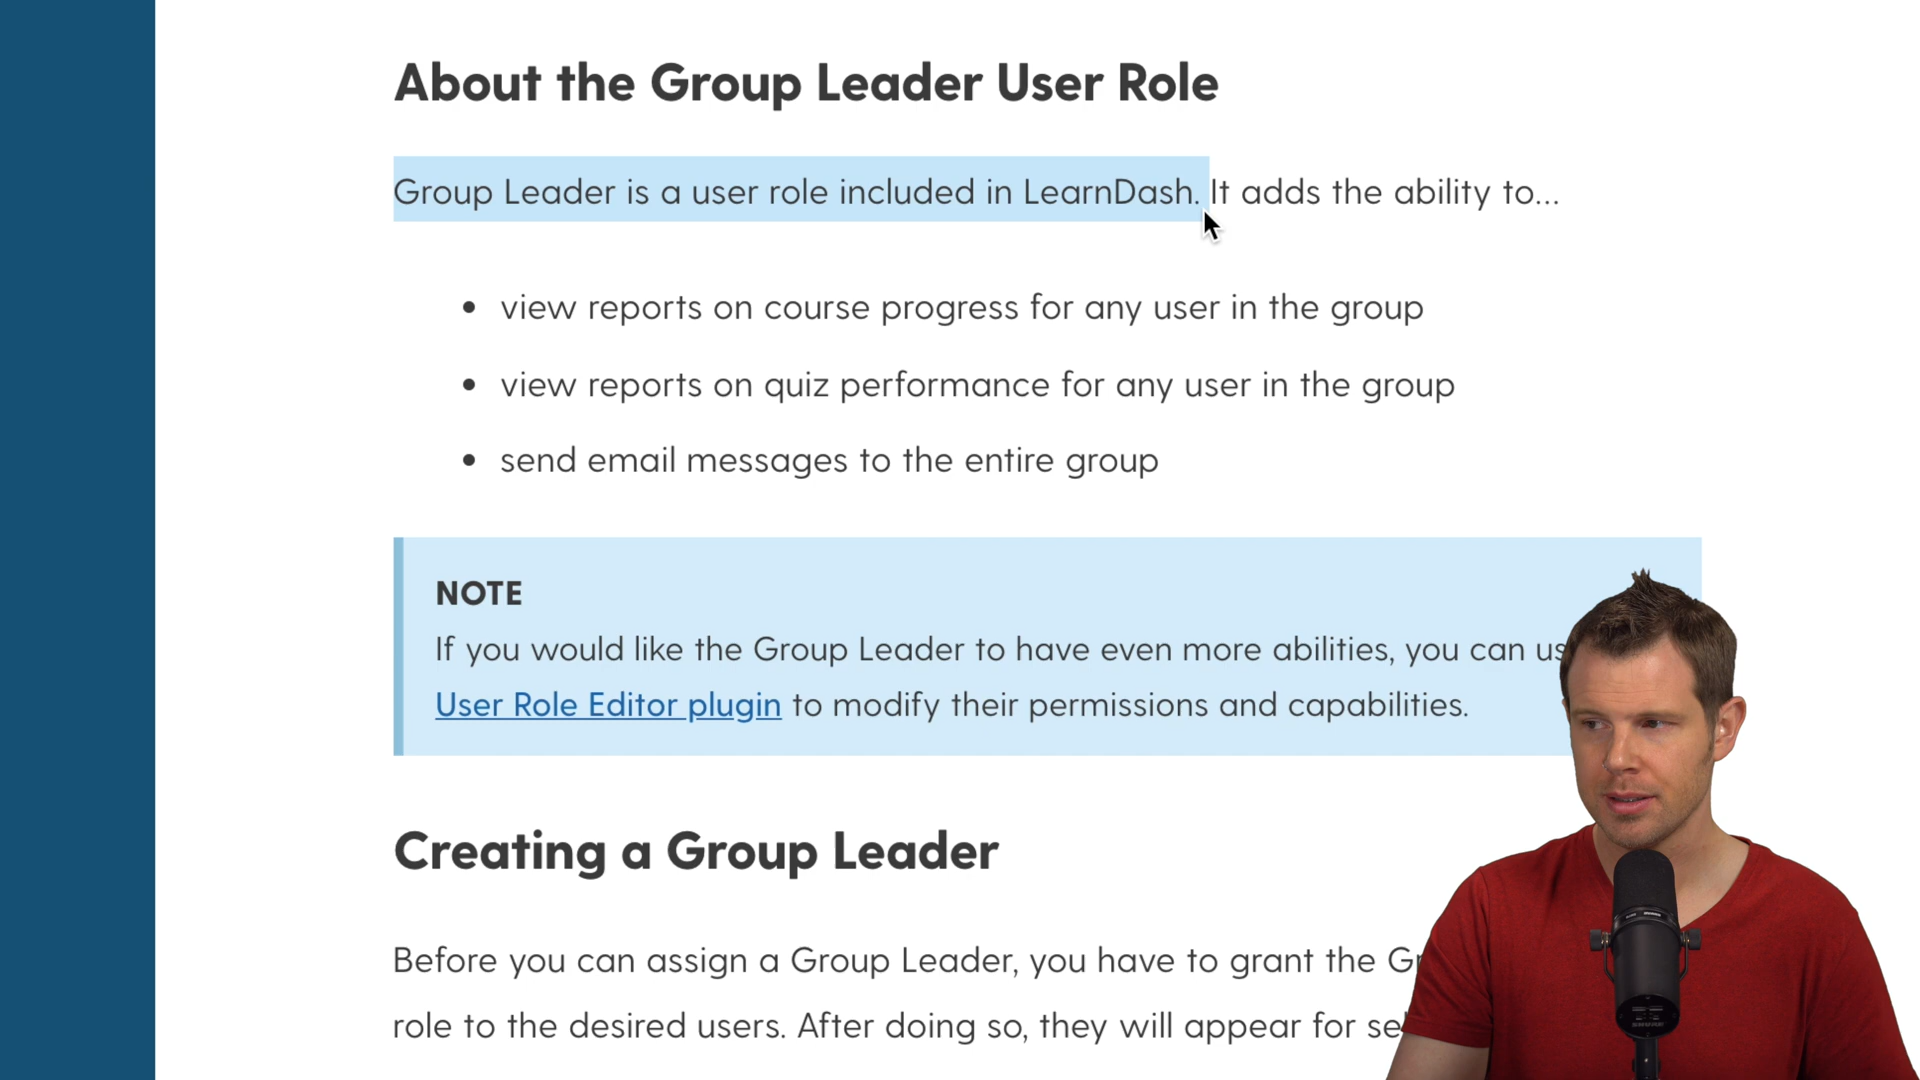 About the Group Leader User Role
Group Leader is a user role included in LearnDash. It adds the ability to...
• view reports on course progress for any user in the group
• view reports on quiz performance for any user in the group
• send email messages to the entire group
NOTE
If you would like the Group Leader to have even more abilities, you can
User Role Editor plugin to modify their permissions and capabilities.
Creating a Group Leader
Before you can assign a Group Leader, you have to grant the
role to the desired users. After doing so, they will appear for